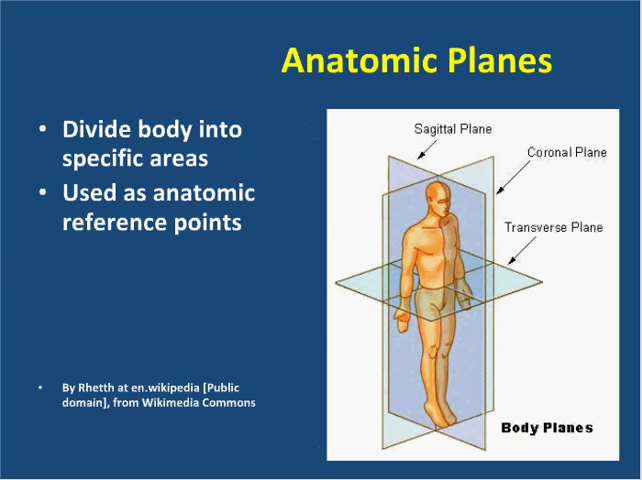 Anatomic Planes
• Divide body into
specific areas
• Used as anatomic
reference points
• By Rhetth at en.wikipedia [Public
domain], from Wikimedia Commons
Sagittal Plane
Coronal Plane
Transverse Plane
Body Planes